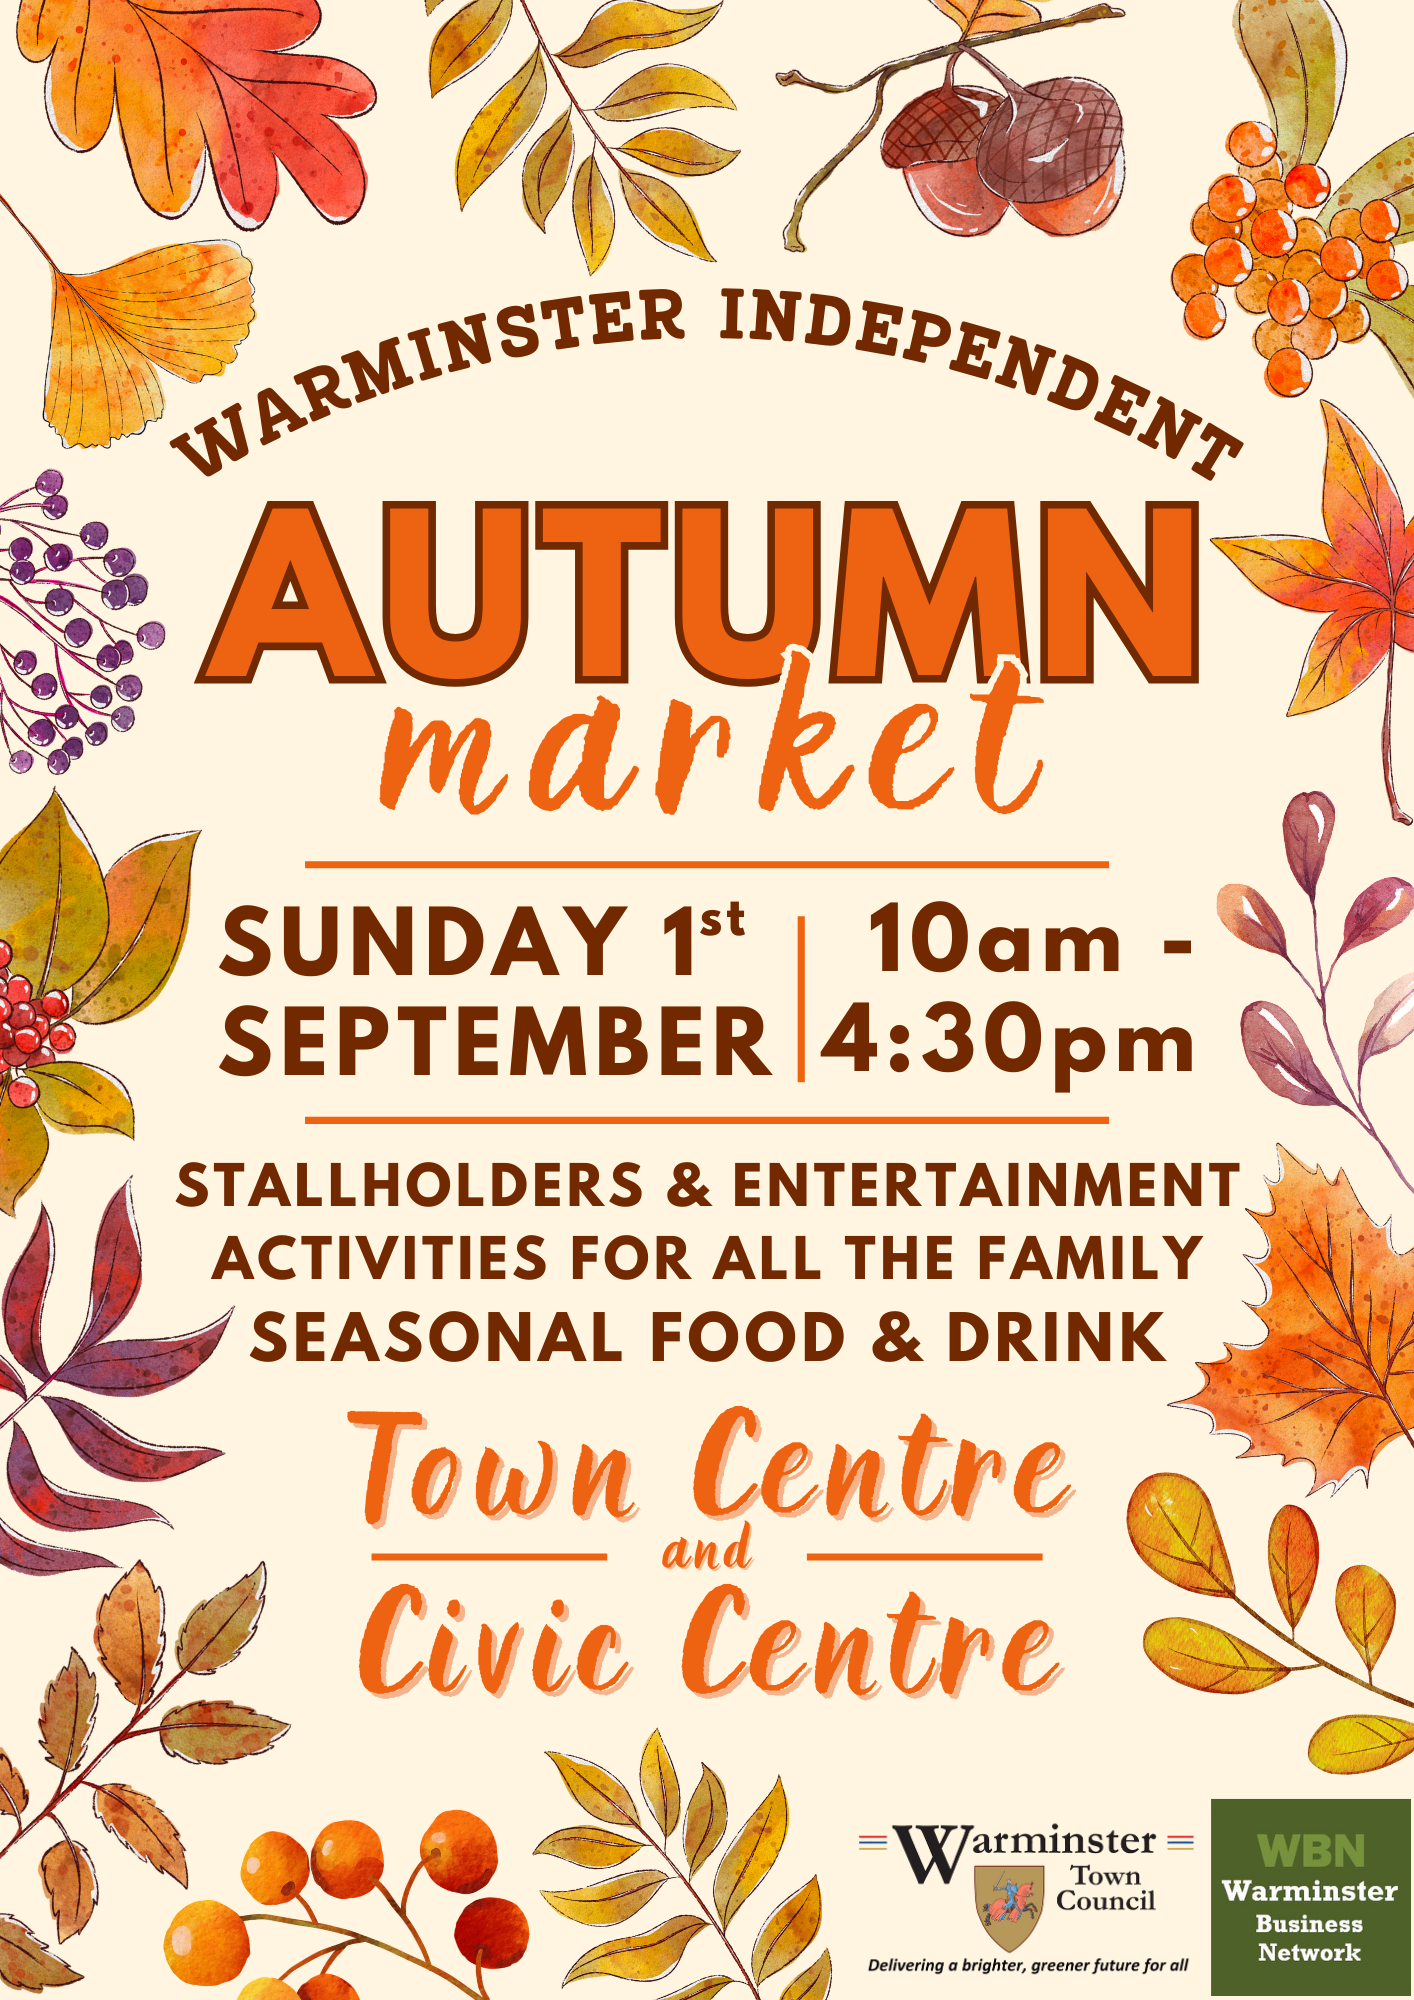 WARMINSTER INDEPENDENT
AUTUMN
market
SUNDAY 1st
SEPTEMBER
10am -
4:30pm
STALLHOLDERS & ENTERTAINMENT
ACTIVITIES FOR ALL THE FAMILY
SEASONAL FOOD & DRINK
Town Centre
and
Civic Centre
Warminster
Town
Council
Delivering a brighter, greener future for all
WBN
Warminster
Business
Network